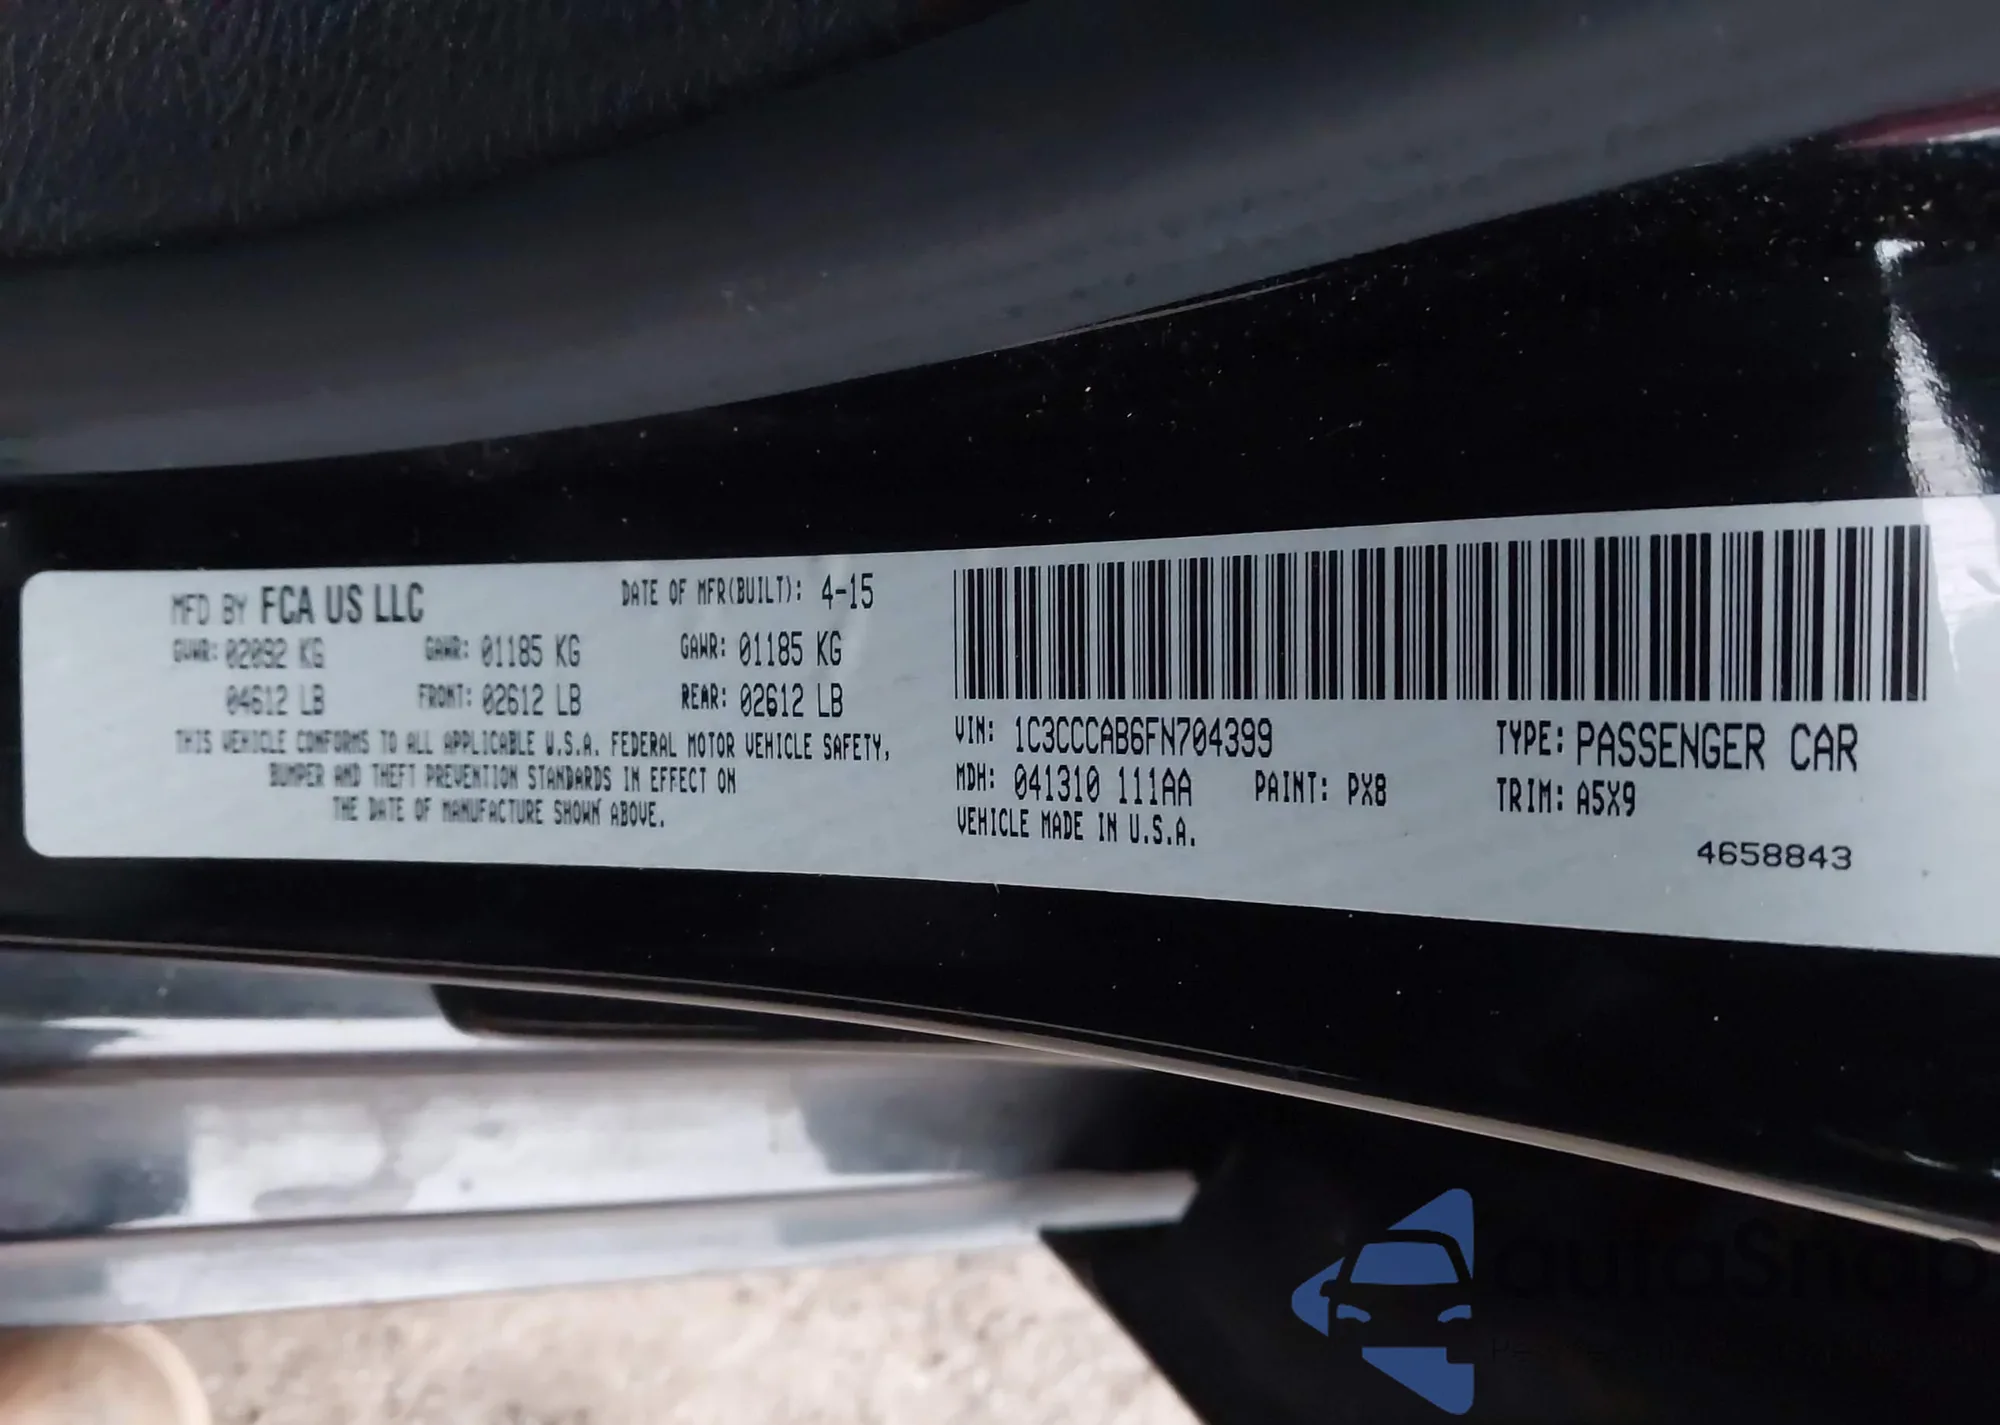 MFD BY FCA US LLC DATE OF MFR(BUILT): 4-15
GVWR: 02092 KG GAWR: 01185 KG GAWR: 01185 KG
04612 LB FRONT: 02612 LB REAR: 02612 LB
THIS VEHICLE CONFORMS TO ALL APPLICABLE U.S.A. FEDERAL MOTOR VEHICLE SAFETY,
BUMPER AND THEFT PREVENTION STANDARDS IN EFFECT ON
THE DATE OF MANUFACTURE SHOWN ABOVE.
VIN: 1C3CCCAB6FN704399 TYPE: PASSENGER CAR
MDH: 041310 111AA PAINT: PX8 TRIM: A5X9
VEHICLE MADE IN U.S.A.
4658843
autoShop